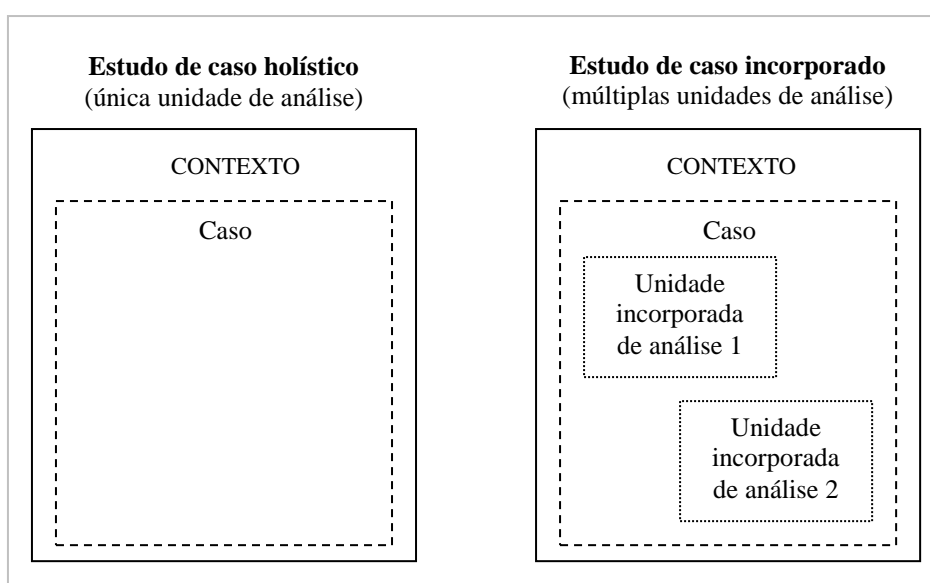 Estudo de caso holístico
(única unidade de análise)
CONTEXTO
Caso
Estudo de caso incorporado
(múltiplas unidades de análise)
CONTEXTO
Caso
Unidade
incorporada
de análise 1
Unidade
incorporada
de análise 2